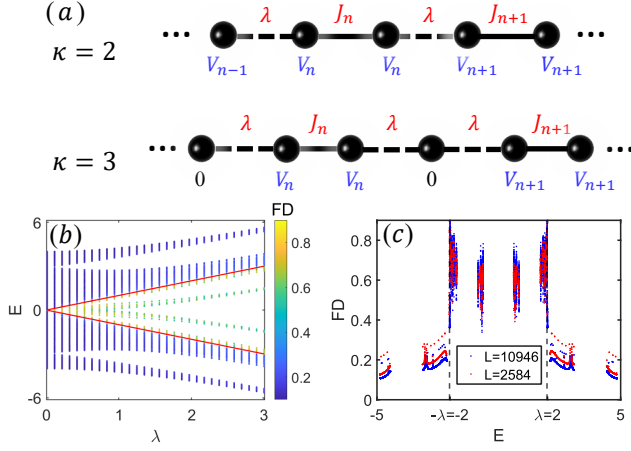 (a)
λ J_n λ J_{n+1}
κ = 2
V_{n-1} V_n V_n V_{n+1} V_{n+1}
λ J_n λ λ J_{n+1}
κ = 3
0 V_n V_n 0 V_{n+1} V_{n+1}
(b)
FD
6
0
-6
E
0 1 2 3
λ
0.8
0.6
0.4
0.2
(c)
0.8
0.6
0.4
0.2
0
FD
L=10946
L=2584
-5 -λ=-2 λ=2 5
E